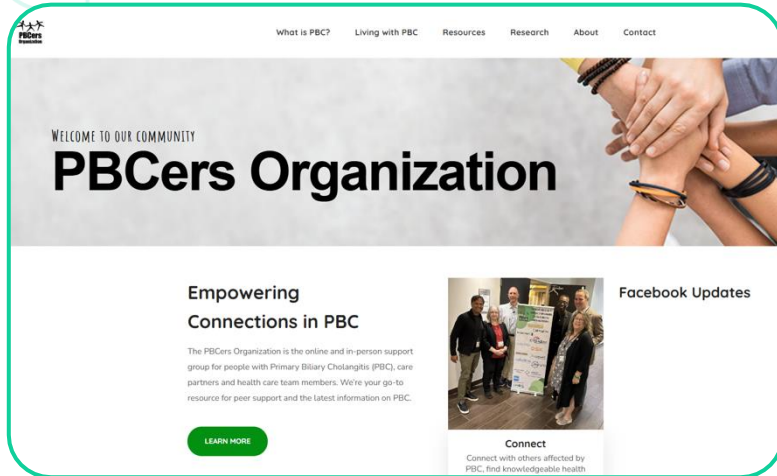 PBCers
Organization
What is PBC? Living with PBC Resources Research About Contact
WELCOME TO OUR COMMUNITY
PBCers Organization
Empowering
Connections in PBC
The PBCers Organization is the online and in-person support
group for people with Primary Biliary Cholangitis (PBC), care
partners and health care team members. We're your go-to
resource for peer support and the latest information on PBC.
LEARN MORE
Connect
Connect with others affected by
PBC, find knowledgeable health
Facebook Updates